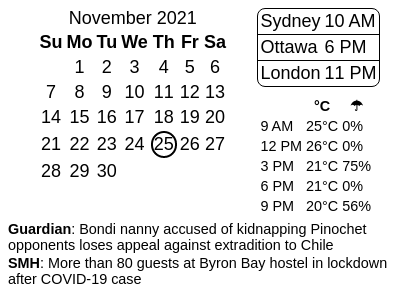 November 2021
Su Mo Tu We Th Fr Sa
1 2 3 4 5 6
7 8 9 10 11 12 13
14 15 16 17 18 19 20
21 22 23 24 25 26 27
28 29 30
Sydney 10 AM
Ottawa 6 PM
London 11 PM
°C ☂
9 AM 25°C 0%
12 PM 26°C 0%
3 PM 21°C 75%
6 PM 21°C 0%
9 PM 20°C 56%
Guardian: Bondi nanny accused of kidnapping Pinochet
opponents loses appeal against extradition to Chile
SMH: More than 80 guests at Byron Bay hostel in lockdown
after COVID-19 case